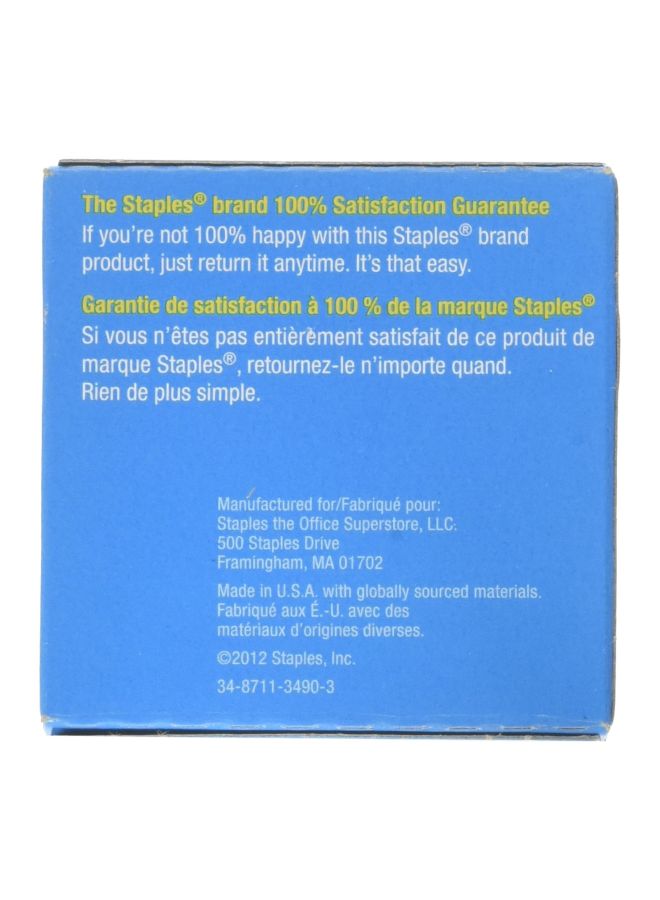 The Staples® brand 100% Satisfaction Guarantee
If you're not 100% happy with this Staples® brand
product, just return it anytime. It's that easy.
Garantie de satisfaction à 100 % de la marque Staples®
Si vous n'êtes pas entièrement satisfait de ce produit de
marque Staples®, retournez-le n'importe quand.
Rien de plus simple.
Manufactured for/Fabriqué pour:
Staples the Office Superstore, LLC.
500 Staples Drive
Framingham, MA 01702
Made in U.S.A. with globally sourced materials.
Fabriqué aux É.-U. avec des
matériaux d'origines diverses.
©2012 Staples, Inc.
34-8711-3490-3